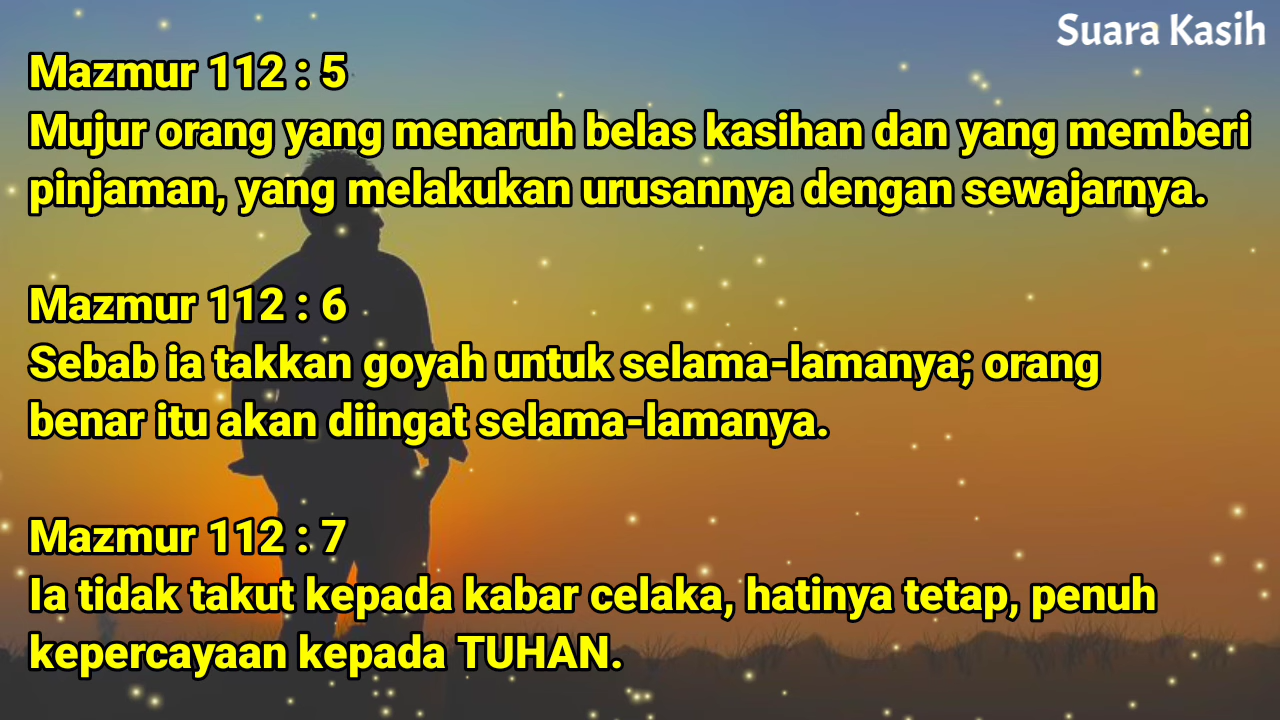 Suara Kasih
Mazmur 112 : 5
Mujur orang yang menaruh belas kasihan dan yang memberi
pinjaman, yang melakukan urusannya dengan sewajarnya.
Mazmur 112 : 6
Sebab ia takkan goyah untuk selama-lamanya; orang
benar itu akan diingat selama-lamanya.
Mazmur 112 : 7
Ia tidak takut kepada kabar celaka, hatinya tetap, penuh
kepercayaan kepada TUHAN.